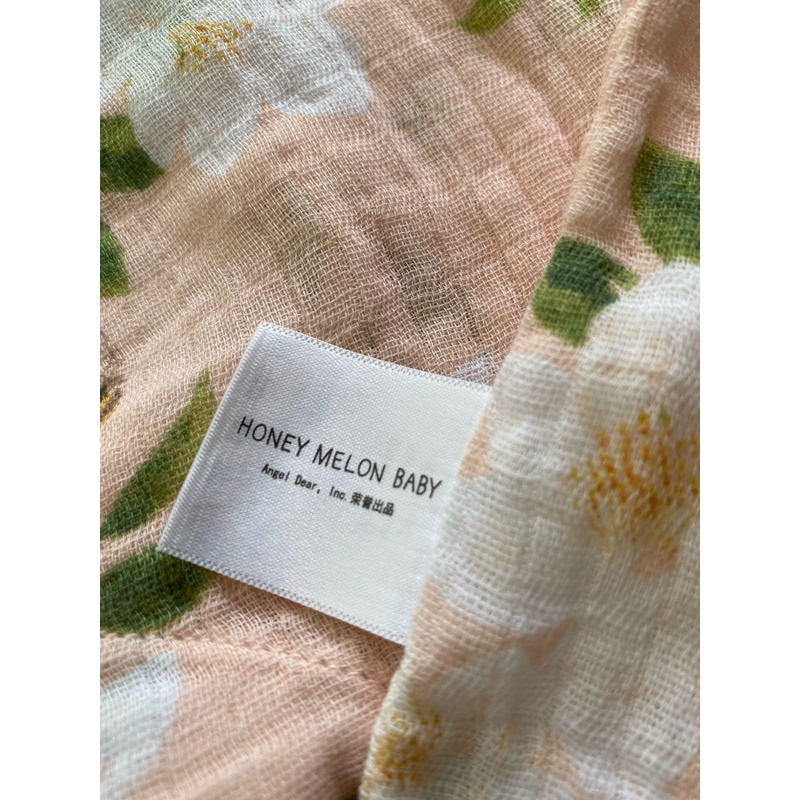 HONEY MELON BABY
Angel Dear, Inc.荣誉出品